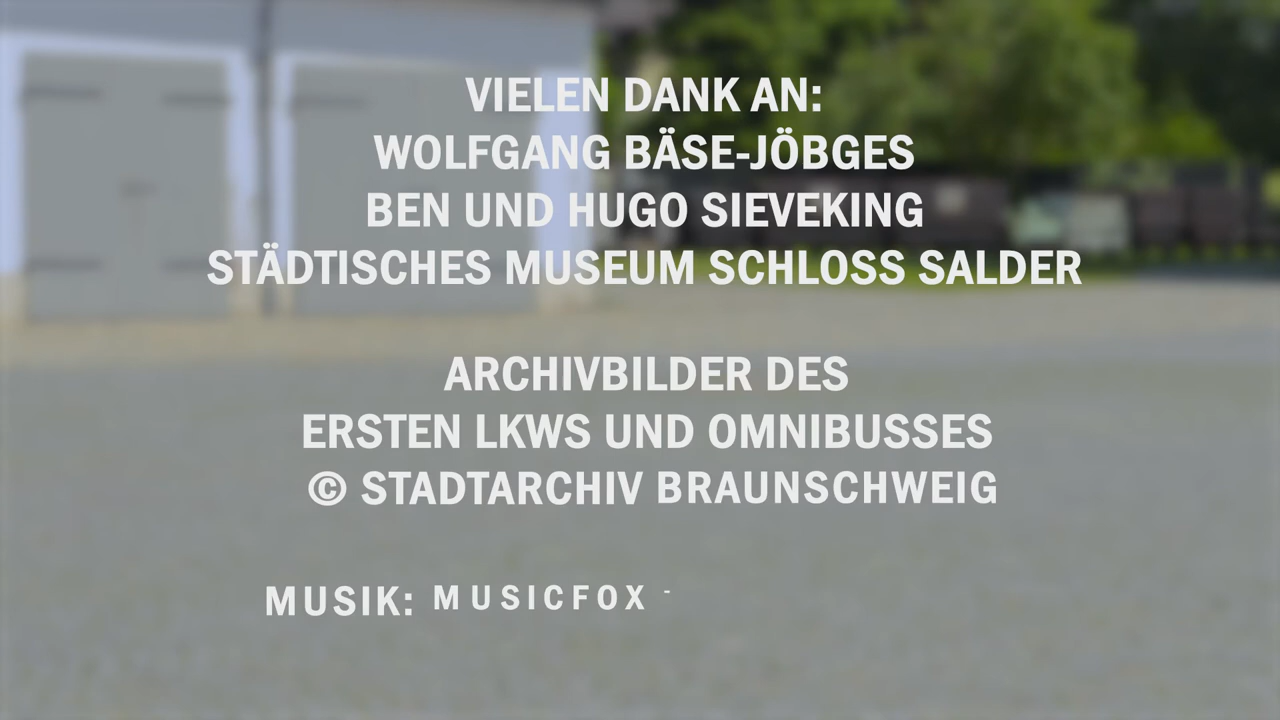 VIELEN DANK AN:
WOLFGANG BÄSE-JÖBGES
BEN UND HUGO SIEVEKING
STÄDTISCHES MUSEUM SCHLOSS SALDER
ARCHIVBILDER DES
ERSTEN LKWS UND OMNIBUSSES
© STADTARCHIV BRAUNSCHWEIG
MUSIK: MUSICFOX -